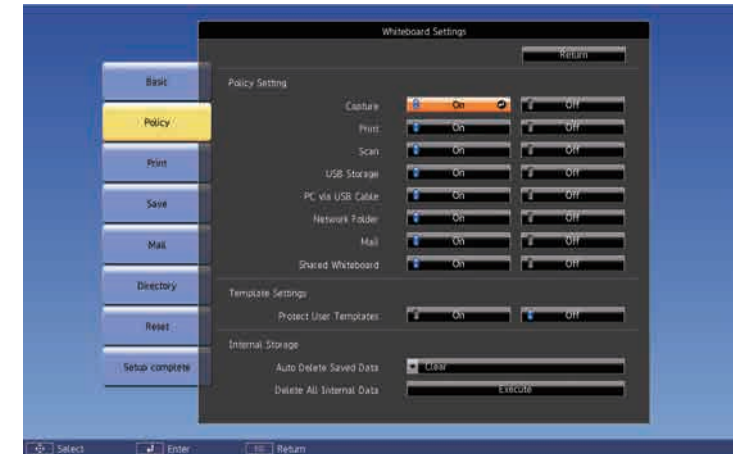 Whiteboard Settings
Return
Basic
Policy
Print
Save
Mail
Directory
Reset
Setup complete
Policy Setting
Capture On Off
Print On Off
Scan On Off
USB Storage On Off
PC via USB Cable On Off
Network Folder On Off
Mail On Off
Shared Whiteboard On Off
Template Settings
Protect User Templates On Off
Internal Storage
Auto Delete Saved Data Clear
Delete All Internal Data Execute
Select Enter Return